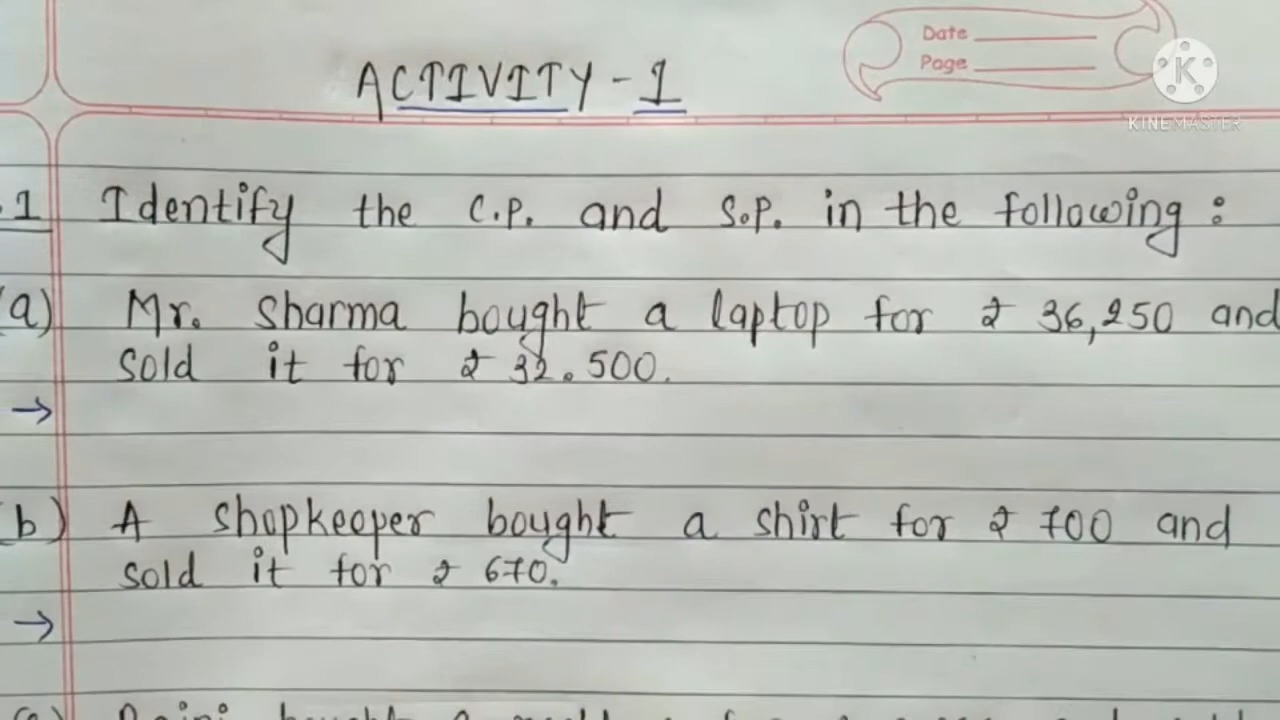 Date
Page
KINEMASTER
ACTIVITY - 1
.1 Identify the C.P. and S.P. in the following :
(a) Mr. Sharma bought a laptop for ₹ 36,250 and
sold it for ₹ 32.500.
→
(b) A shopkeeper bought a shirt for ₹ 700 and
sold it for ₹ 670.
→
bought a